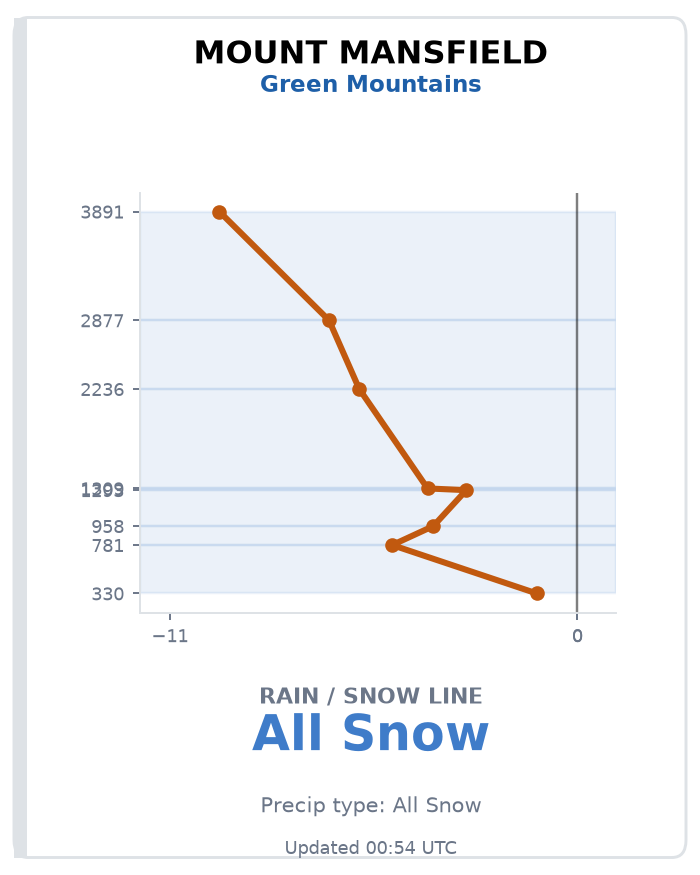 MOUNT MANSFIELD
Green Mountains
3891
2877
2236
958
781
330
−11
0
RAIN / SNOW LINE
All Snow
Precip type: All Snow
Updated 00:54 UTC